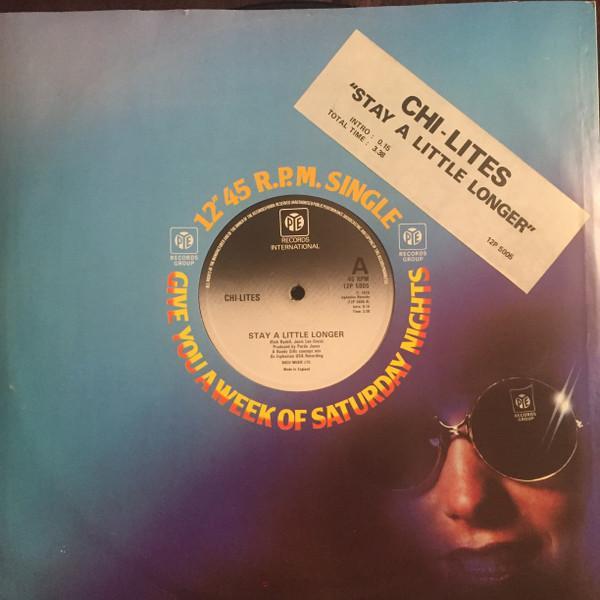 CHI-LITES
"STAY A LITTLE LONGER"
INTRO : 0.15
TOTAL TIME : 3.38
12P 5005
12" 45 R.P.M. SINGLE
PYE
RECORDS
GROUP
PYE
RECORDS
GROUP
GIVE YOU A WEEK OF SATURDAY NIGHTS
PYE
RECORDS
INTERNATIONAL
A
45 RPM
12P 5005
CHI-LITES
STAY A LITTLE LONGER
Made in England
PYE
RECORDS
GROUP